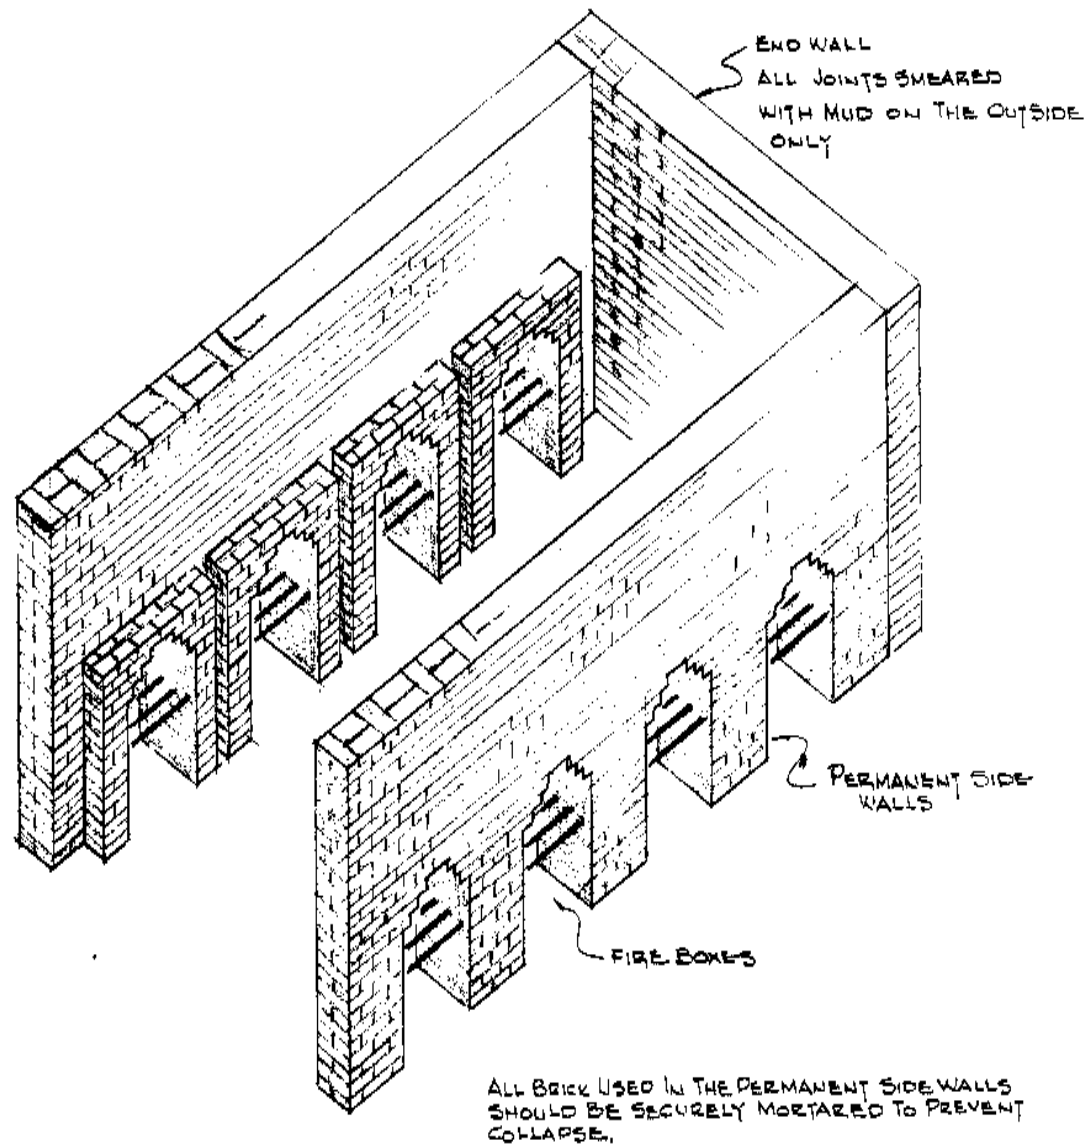 END WALL
ALL JOINTS SMEARED
WITH MUD ON THE OUTSIDE
ONLY
PERMANENT SIDE
WALLS
FIRE BOXES
ALL BRICK USED IN THE PERMANENT SIDE WALLS
SHOULD BE SECURELY MORTARED TO PREVENT
COLLAPSE.